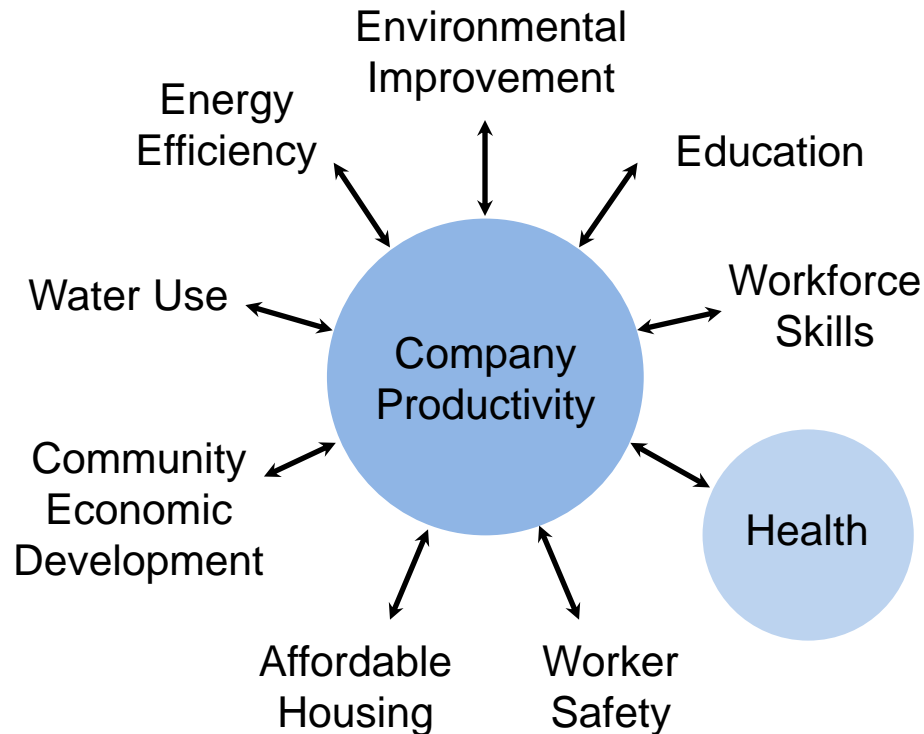 Environmental
Improvement
Energy
Efficiency
Education
Water Use
Workforce
Skills
Company
Productivity
Community
Economic
Development
Health
Affordable
Housing
Worker
Safety